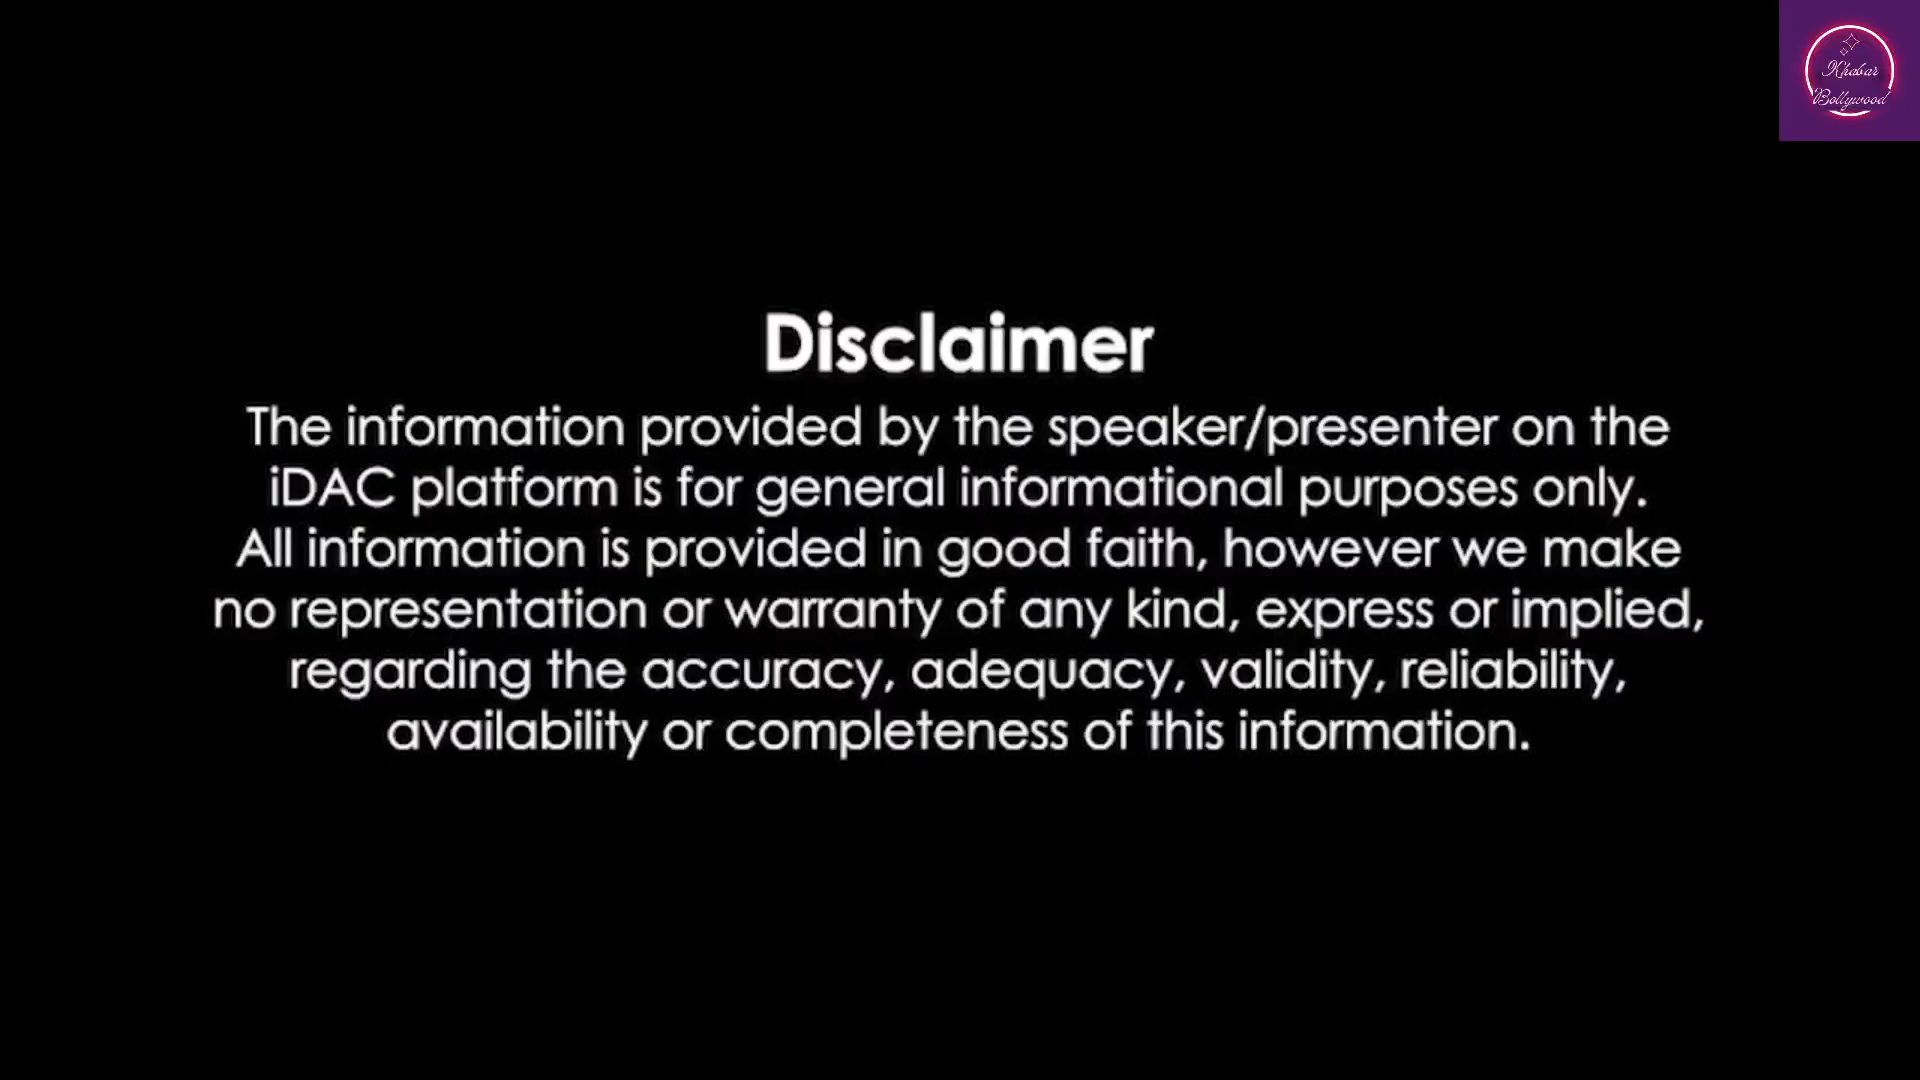 Khabar
Bollywood
Disclaimer
The information provided by the speaker/presenter on the
iDAC platform is for general informational purposes only.
All information is provided in good faith, however we make
no representation or warranty of any kind, express or implied,
regarding the accuracy, adequacy, validity, reliability,
availability or completeness of this information.